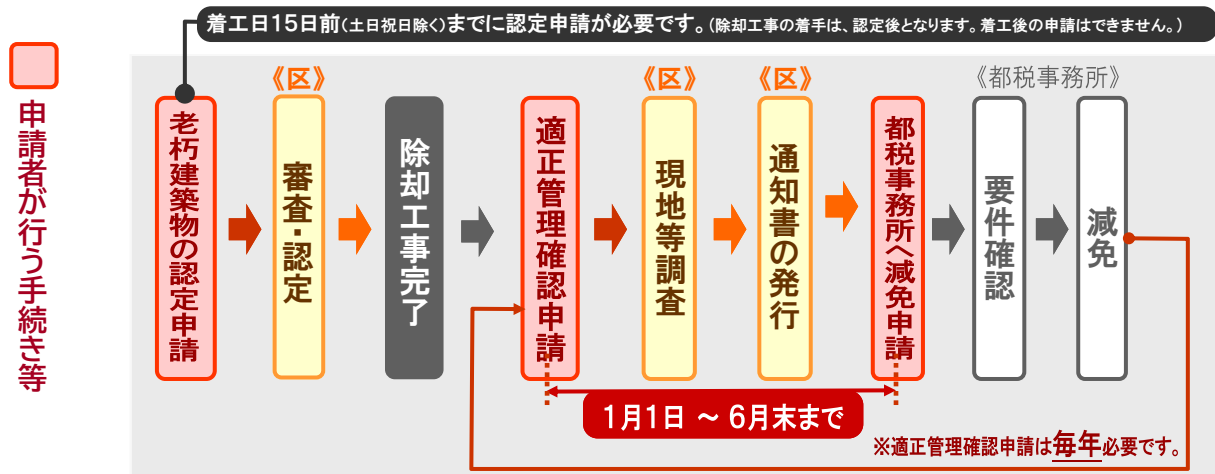 着工日15日前(土日祝日除く)までに認定申請が必要です。(除却工事の着手は、認定後となります。着工後の申請はできません。)
申請者が行う手続き等
老朽建築物の認定申請
《区》
審査・認定
除却工事完了
適正管理確認申請
《区》
現地等調査
《区》
通知書の発行
都税事務所へ減免申請
《都税事務所》
要件確認
減免
1月1日 ～ 6月末まで
※適正管理確認申請は毎年必要です。